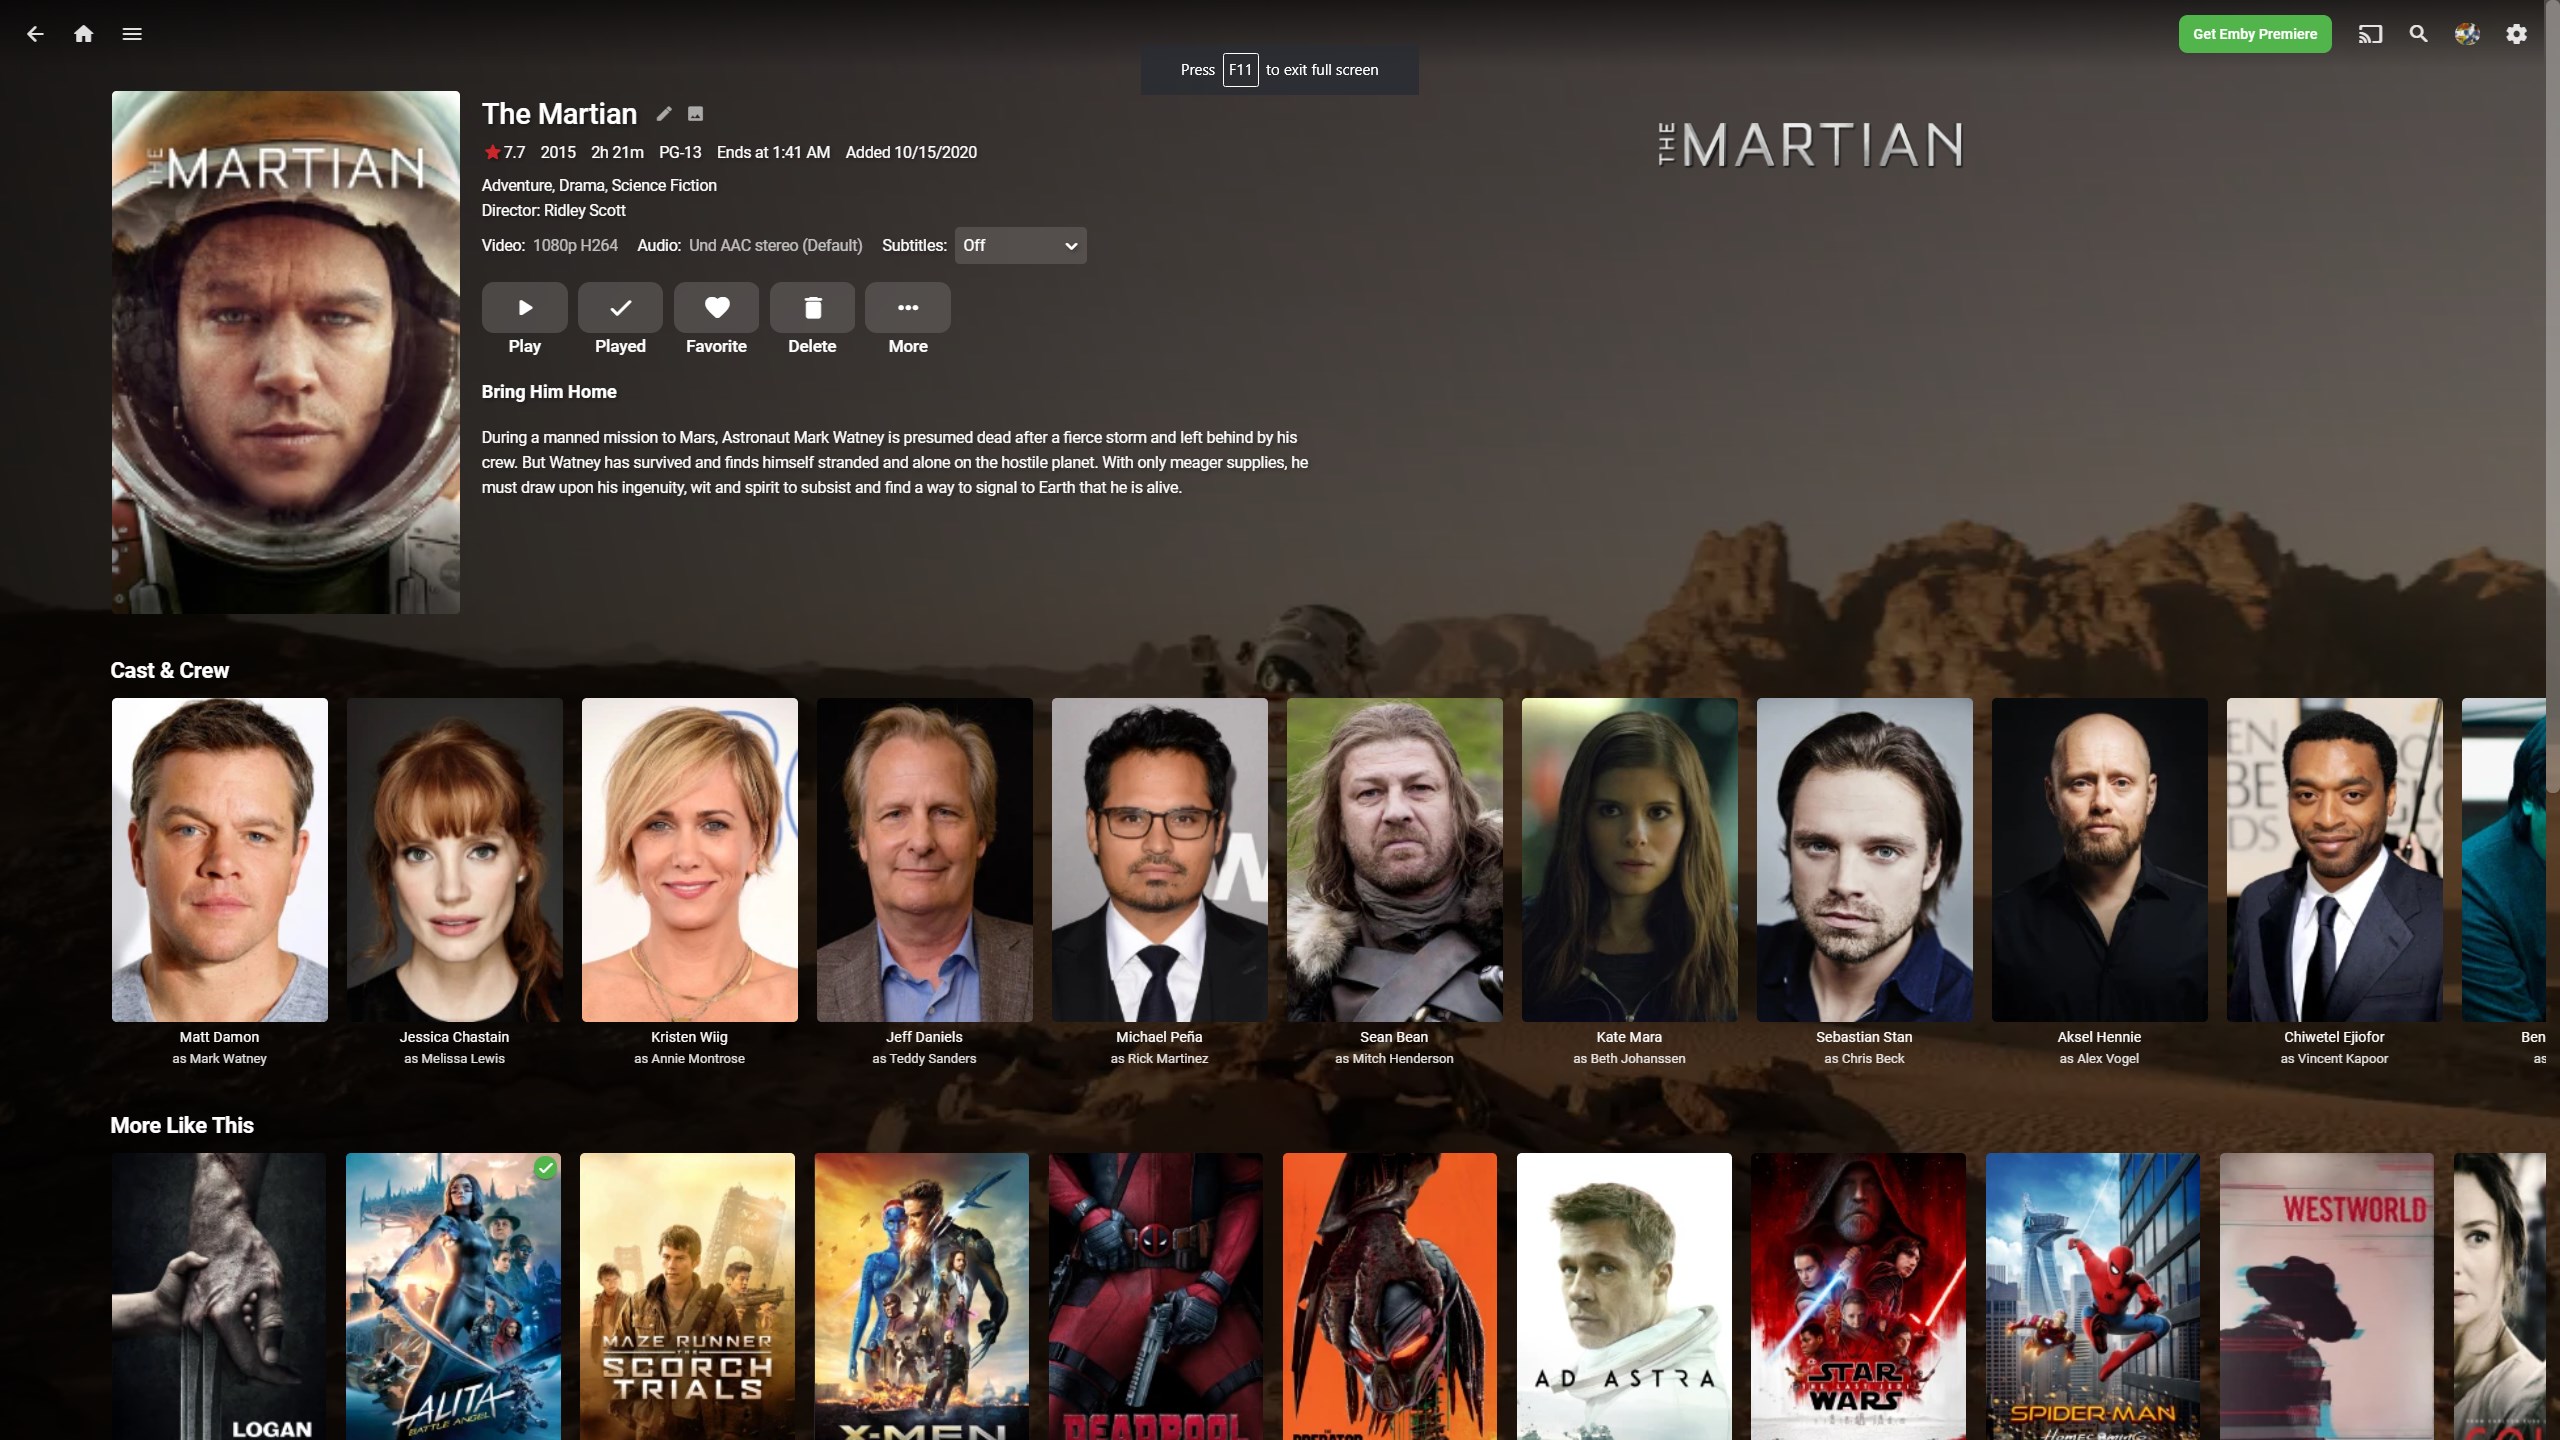 Get Emby Premiere
Press F11 to exit full screen
THE MARTIAN
The Martian
THE MARTIAN
7.7 2015 2h 21m PG-13 Ends at 1:41 AM Added 10/15/2020
Adventure, Drama, Science Fiction
Director: Ridley Scott
Video: 1080p H264 Audio: Und AAC stereo (Default) Subtitles: Off
Play Played Favorite Delete More
Bring Him Home
During a manned mission to Mars, Astronaut Mark Watney is presumed dead after a fierce storm and left behind by his
crew. But Watney has survived and finds himself stranded and alone on the hostile planet. With only meager supplies, he
must draw upon his ingenuity, wit and spirit to subsist and find a way to signal to Earth that he is alive.
Cast & Crew
Matt Damon
as Mark Watney
Jessica Chastain
as Melissa Lewis
Kristen Wiig
as Annie Montrose
Jeff Daniels
as Teddy Sanders
Michael Peña
as Rick Martinez
Sean Bean
as Mitch Henderson
Kate Mara
as Beth Johanssen
Sebastian Stan
as Chris Beck
Aksel Hennie
as Alex Vogel
Chiwetel Ejiofor
as Vincent Kapoor
Ben
as
More Like This
LOGAN
ALITA
BATTLE ANGEL
MAZE RUNNER
THE
SCORCH
TRIALS
X-MEN
DEADPOOL
PREDATOR
AD ASTRA
STAR
THE LAST JEDI
WARS
SPIDER-MAN
HOMECOMING
WESTWORLD